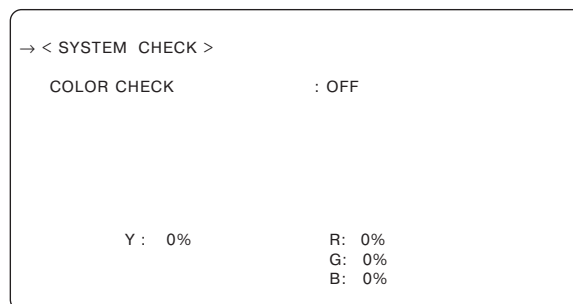 → < SYSTEM CHECK >
COLOR CHECK : OFF
Y : 0% R: 0%
G: 0%
B: 0%